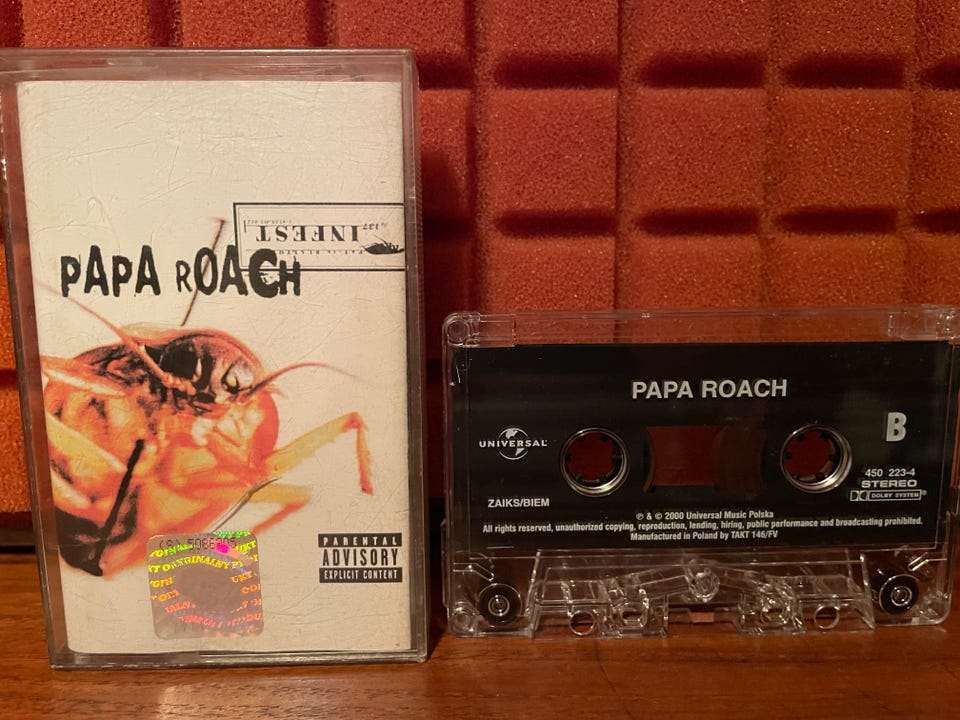 INFEST
PAPA ROACH
PARENTAL
ADVISORY
EXPLICIT CONTENT
ORYGINALNY
PAPA ROACH
B
UNIVERSAL
450 223-4
STEREO
DOLBY SYSTEM
ZAIKS/BIEM
℗ & © 2000 Universal Music Polska
All rights reserved, unauthorized copying, reproduction, lending, hiring, public performance and broadcasting prohibited.
Manufactured in Poland by TAKT 146/FV